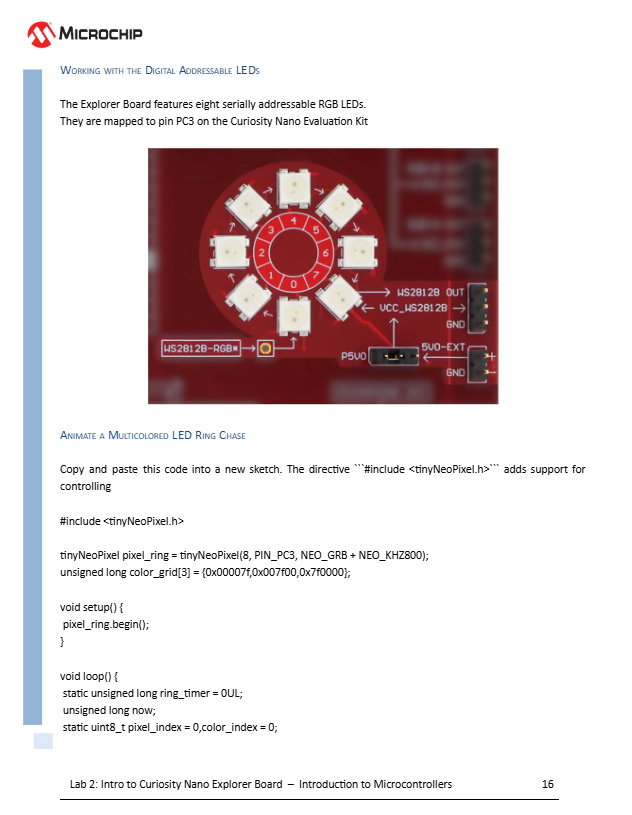 MICROCHIP
WORKING WITH THE DIGITAL ADDRESSABLE LEDS
The Explorer Board features eight serially addressable RGB LEDs.
They are mapped to pin PC3 on the Curiosity Nano Evaluation Kit
4
3 5
2 6
1 7
0
WS2812B OUT
VCC_WS2812B
GND
WS2812B-RGB*
P5V0
5V0-EXT
+
GND
-
ANIMATE A MULTICOLORED LED RING CHASE
Copy and paste this code into a new sketch. The directive ```#include <tinyNeoPixel.h>``` adds support for
controlling
#include <tinyNeoPixel.h>
tinyNeoPixel pixel_ring = tinyNeoPixel(8, PIN_PC3, NEO_GRB + NEO_KHZ800);
unsigned long color_grid[3] = {0x00007f,0x007f00,0x7f0000};
void setup() {
pixel_ring.begin();
}
void loop() {
static unsigned long ring_timer = 0UL;
unsigned long now;
static uint8_t pixel_index = 0,color_index = 0;
Lab 2: Intro to Curiosity Nano Explorer Board – Introduction to Microcontrollers 16